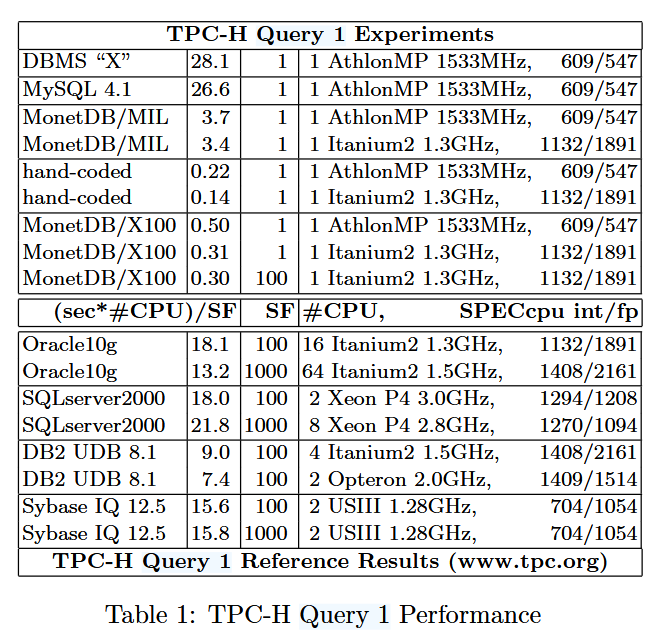 TPC-H Query 1 Experiments
DBMS “X” 28.1 1 1 AthlonMP 1533MHz, 609/547
MySQL 4.1 26.6 1 1 AthlonMP 1533MHz, 609/547
MonetDB/MIL 3.7 1 1 AthlonMP 1533MHz, 609/547
MonetDB/MIL 3.4 1 1 Itanium2 1.3GHz, 1132/1891
hand-coded 0.22 1 1 AthlonMP 1533MHz, 609/547
hand-coded 0.14 1 1 Itanium2 1.3GHz, 1132/1891
MonetDB/X100 0.50 1 1 AthlonMP 1533MHz, 609/547
MonetDB/X100 0.31 1 1 Itanium2 1.3GHz, 1132/1891
MonetDB/X100 0.30 100 1 Itanium2 1.3GHz, 1132/1891
(sec*#CPU)/SF SF #CPU, SPECcpu int/fp
Oracle10g 18.1 100 16 Itanium2 1.3GHz, 1132/1891
Oracle10g 13.2 1000 64 Itanium2 1.5GHz, 1408/2161
SQLserver2000 18.0 100 2 Xeon P4 3.0GHz, 1294/1208
SQLserver2000 21.8 1000 8 Xeon P4 2.8GHz, 1270/1094
DB2 UDB 8.1 9.0 100 4 Itanium2 1.5GHz, 1408/2161
DB2 UDB 8.1 7.4 100 2 Opteron 2.0GHz, 1409/1514
Sybase IQ 12.5 15.6 100 2 USIII 1.28GHz, 704/1054
Sybase IQ 12.5 15.8 1000 2 USIII 1.28GHz, 704/1054
TPC-H Query 1 Reference Results (www.tpc.org)
Table 1: TPC-H Query 1 Performance